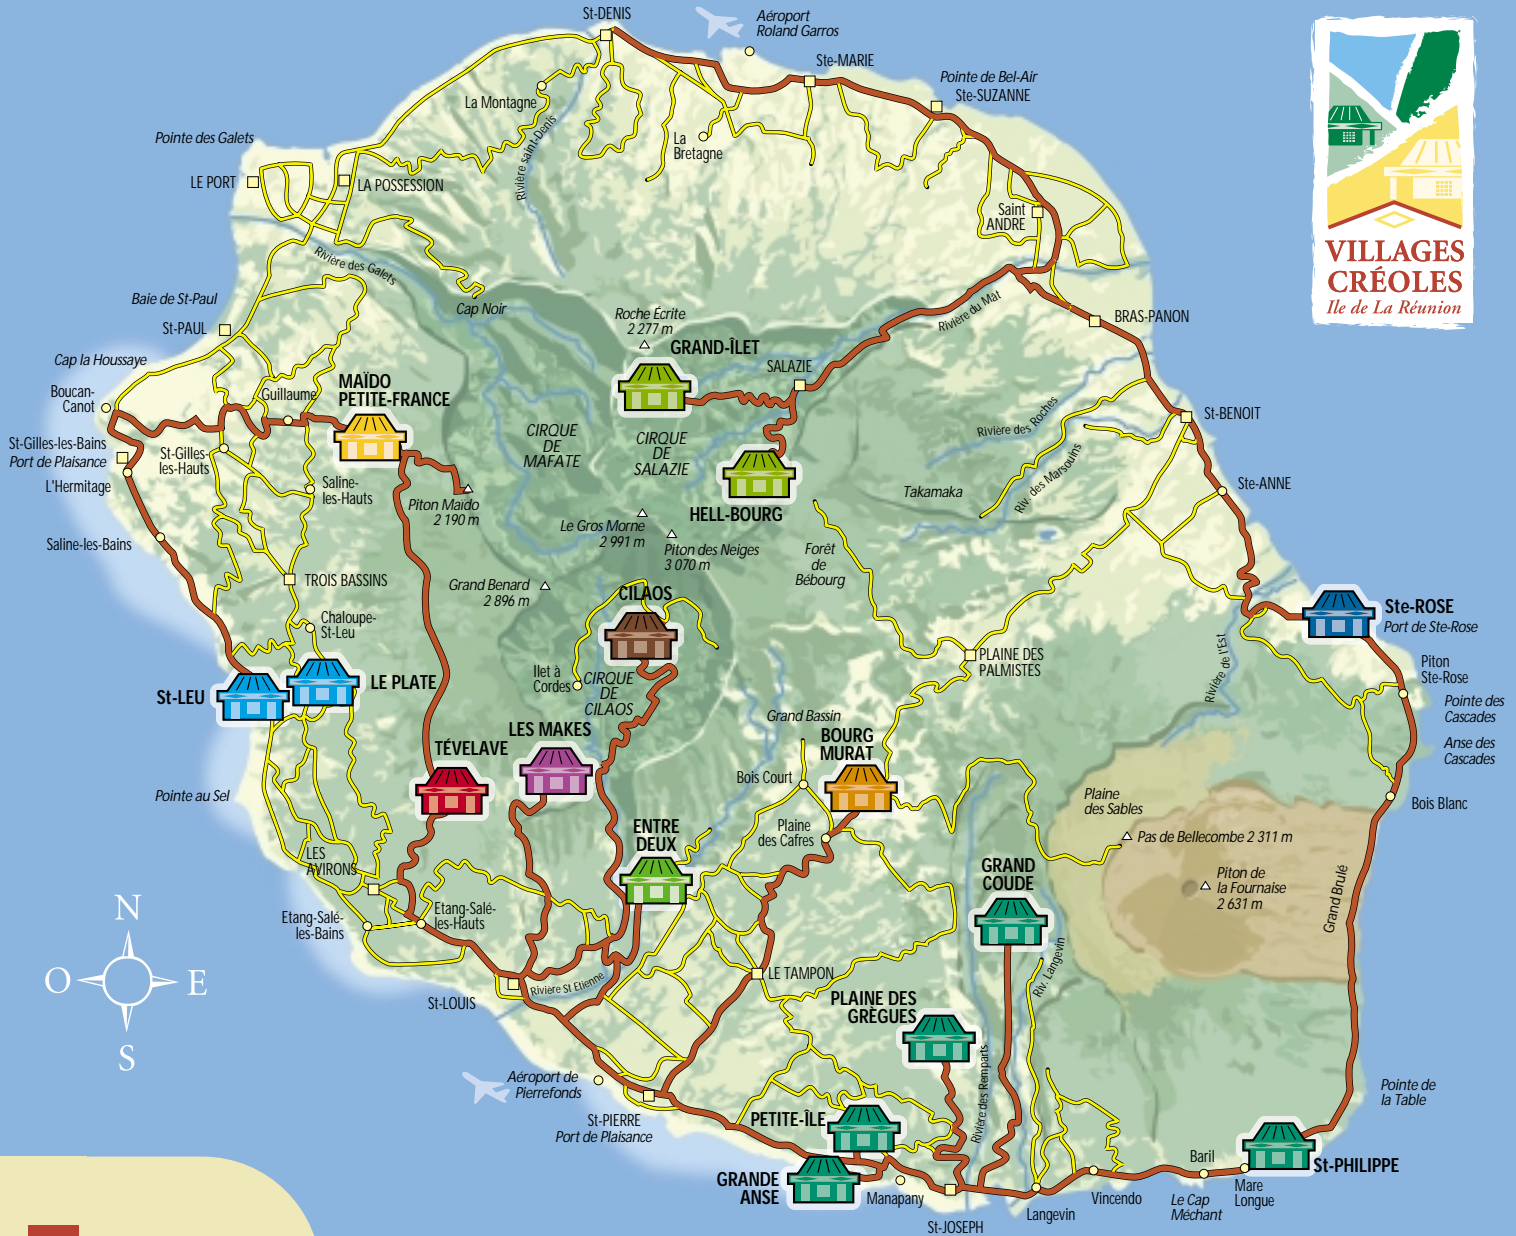 St-DENIS
Aéroport
Roland Garros
Ste-MARIE
Pointe de Bel-Air
Ste-SUZANNE
La Montagne
La
Bretagne
Rivière saint-Denis
Pointe des Galets
LE PORT
LA POSSESSION
Saint
ANDRE
VILLAGES
CRÉOLES
Ile de La Réunion
Rivière des Galets
Cap Noir
Baie de St-Paul
St-PAUL
Roche Écrite
2 277 m
GRAND-ÎLET
Rivière du Mât
BRAS-PANON
SALAZIE
Cap la Houssaye
Boucan-
Canot
Guillaume
MAÏDO
PETITE-FRANCE
St-Gilles-les-Bains
Port de Plaisance
St-Gilles-
les-Hauts
L'Hermitage
Saline-
les-Hauts
CIRQUE
DE
MAFATE
CIRQUE
DE
SALAZIE
Rivière des Roches
St-BENOIT
Riv. des Marsouins
Ste-ANNE
Takamaka
HELL-BOURG
Piton Maido
2 190 m
Le Gros Morne
2 991 m
Piton des Neiges
3 070 m
Saline-les-Bains
Forêt
de
Bébourg
TROIS BASSINS
Grand Benard
2 896 m
CILAOS
Chaloupe-
St-Leu
Ste-ROSE
Port de Ste-Rose
PLAINE DES
PALMISTES
Rivière de l'Est
Piton
Ste-Rose
Pointe des
Cascades
Anse des
Cascades
St-LEU
LE PLATE
Ilet à
Cordes
CIRQUE
DE
CILAOS
Grand Bassin
LES MAKES
TÉVELAVE
BOURG
MURAT
Bois Court
Pointe au Sel
Plaine
des Sables
Bois Blanc
Plaine
des Cafres
Pas de Bellecombe 2 311 m
ENTRE
DEUX
LES
AVIRONS
GRAND
COUDE
Piton de
la Fournaise
2 631 m
Grand Brulé
N
O
E
S
Etang-Salé-
les-Bains
Etang-Salé-
les-Hauts
LE TAMPON
Riv. Langevin
St-LOUIS
Rivière St Etienne
PLAINE DES
GRÈGUES
Rivière des Remparts
Aéroport de
Pierrefonds
St-PIERRE
Port de Plaisance
PETITE-ÎLE
Pointe de
la Table
GRANDE
ANSE
Manapany
St-JOSEPH
Langevin
Vincendo
Baril
Le Cap
Méchant
Mare
Longue
St-PHILIPPE